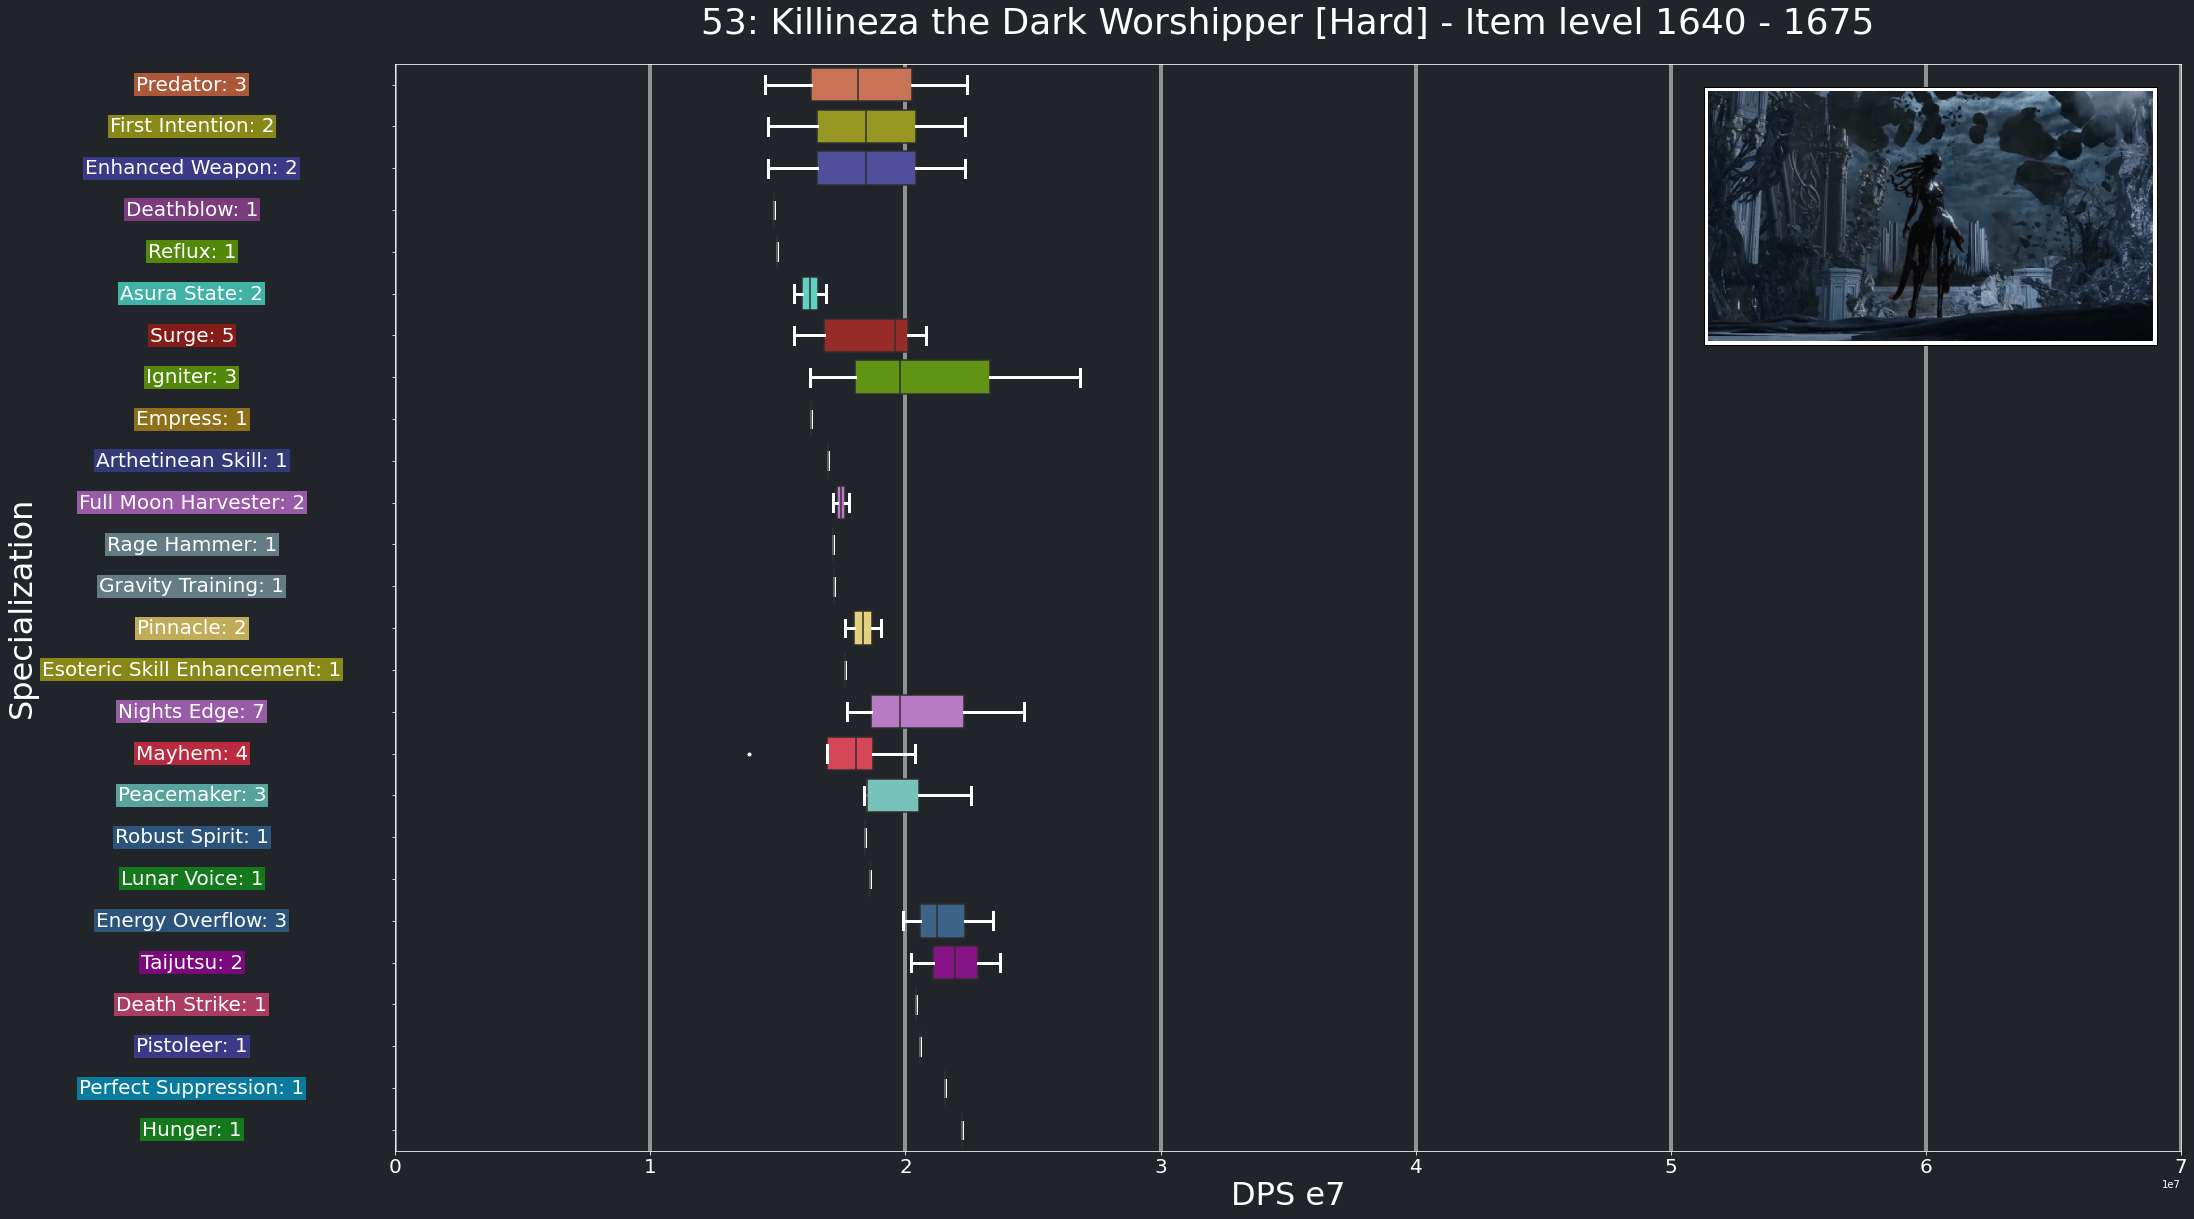 53: Killineza the Dark Worshipper [Hard] - Item level 1640 - 1675
Specialization
Predator: 3
First Intention: 2
Enhanced Weapon: 2
Deathblow: 1
Reflux: 1
Asura State: 2
Surge: 5
Igniter: 3
Empress: 1
Arthetinean Skill: 1
Full Moon Harvester: 2
Rage Hammer: 1
Gravity Training: 1
Pinnacle: 2
Esoteric Skill Enhancement: 1
Nights Edge: 7
Mayhem: 4
Peacemaker: 3
Robust Spirit: 1
Lunar Voice: 1
Energy Overflow: 3
Taijutsu: 2
Death Strike: 1
Pistoleer: 1
Perfect Suppression: 1
Hunger: 1
0 1 2 3 4 5 6 7
1e7
DPS e7